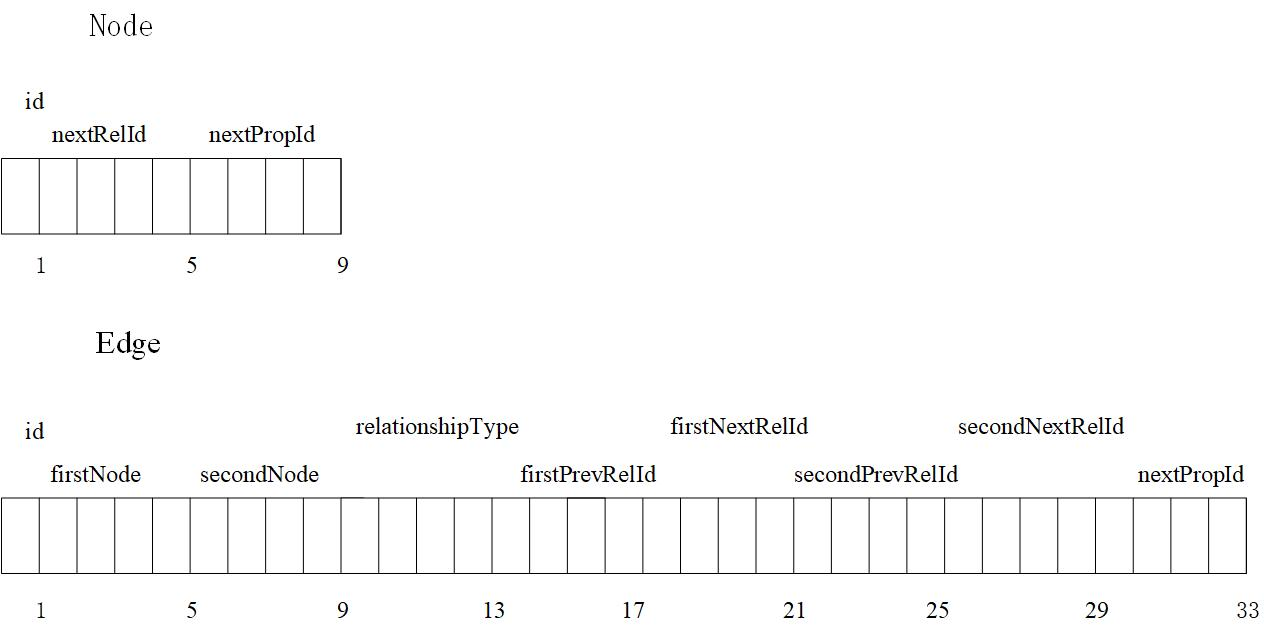 Node
id
nextRelId nextPropId
1 5 9
Edge
id
relationshipType firstNextRelId secondNextRelId
firstNode secondNode firstPrevRelId secondPrevRelId nextPropId
1 5 9 13 17 21 25 29 33